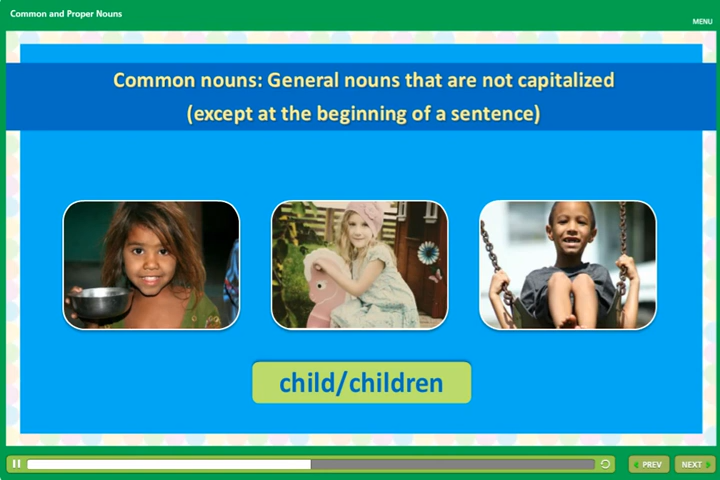 Common and Proper Nouns
MENU
Common nouns: General nouns that are not capitalized
(except at the beginning of a sentence)
child/children
PREV
NEXT